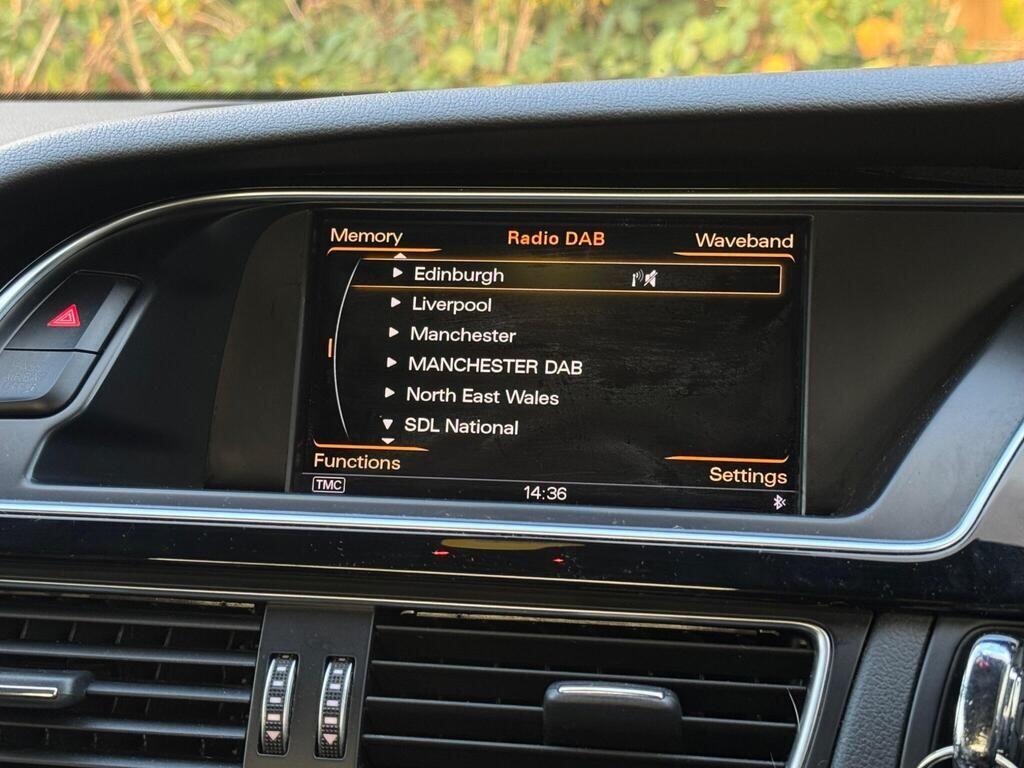 Memory Radio DAB Waveband
Edinburgh
Liverpool
Manchester
MANCHESTER DAB
North East Wales
SDL National
Functions Settings
TMC 14:36